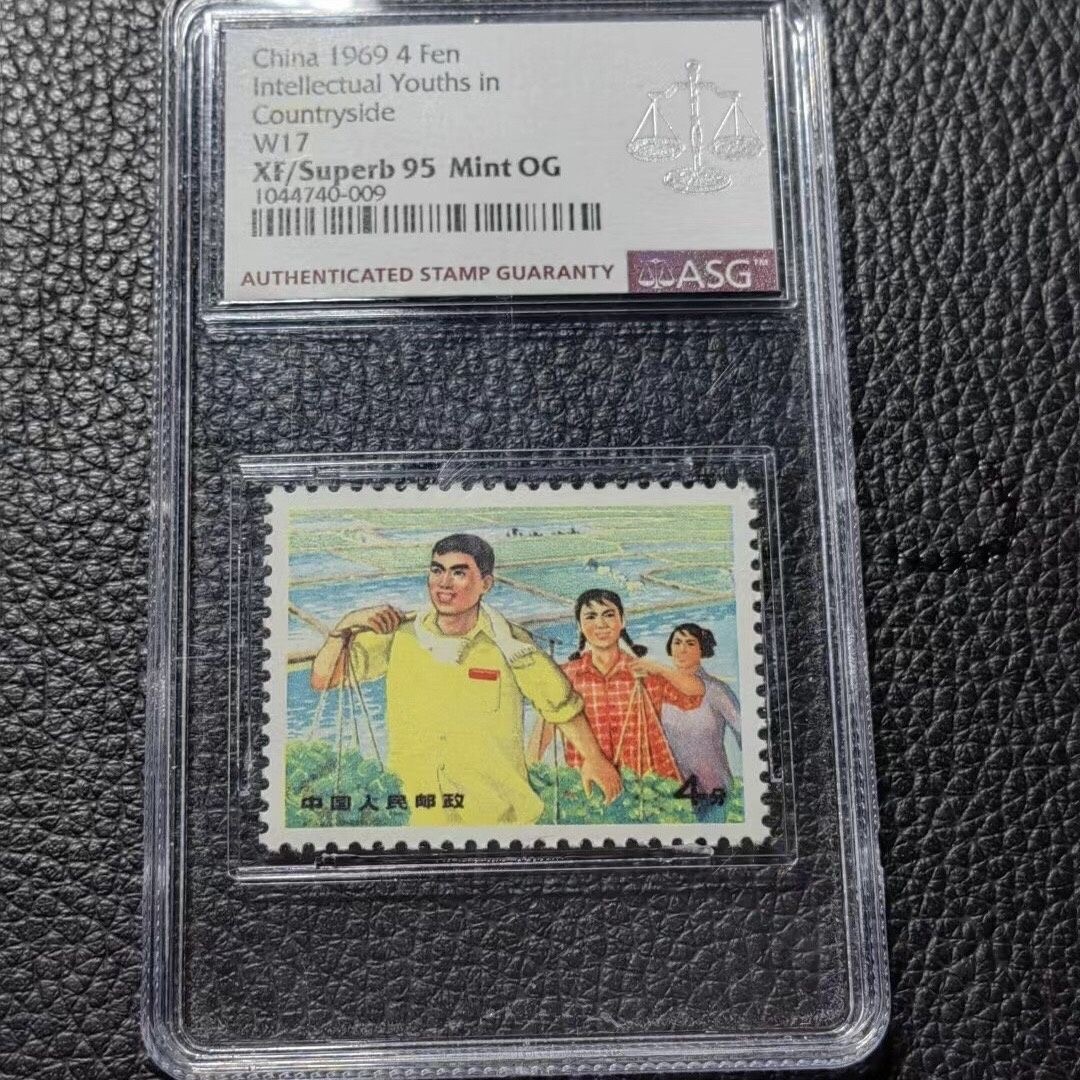 China 1969 4 Fen
Intellectual Youths in
Countryside
W17
XF/Superb 95 Mint OG
1044740-009
AUTHENTICATED STAMP GUARANTY ASG™
中国人民邮政 4分